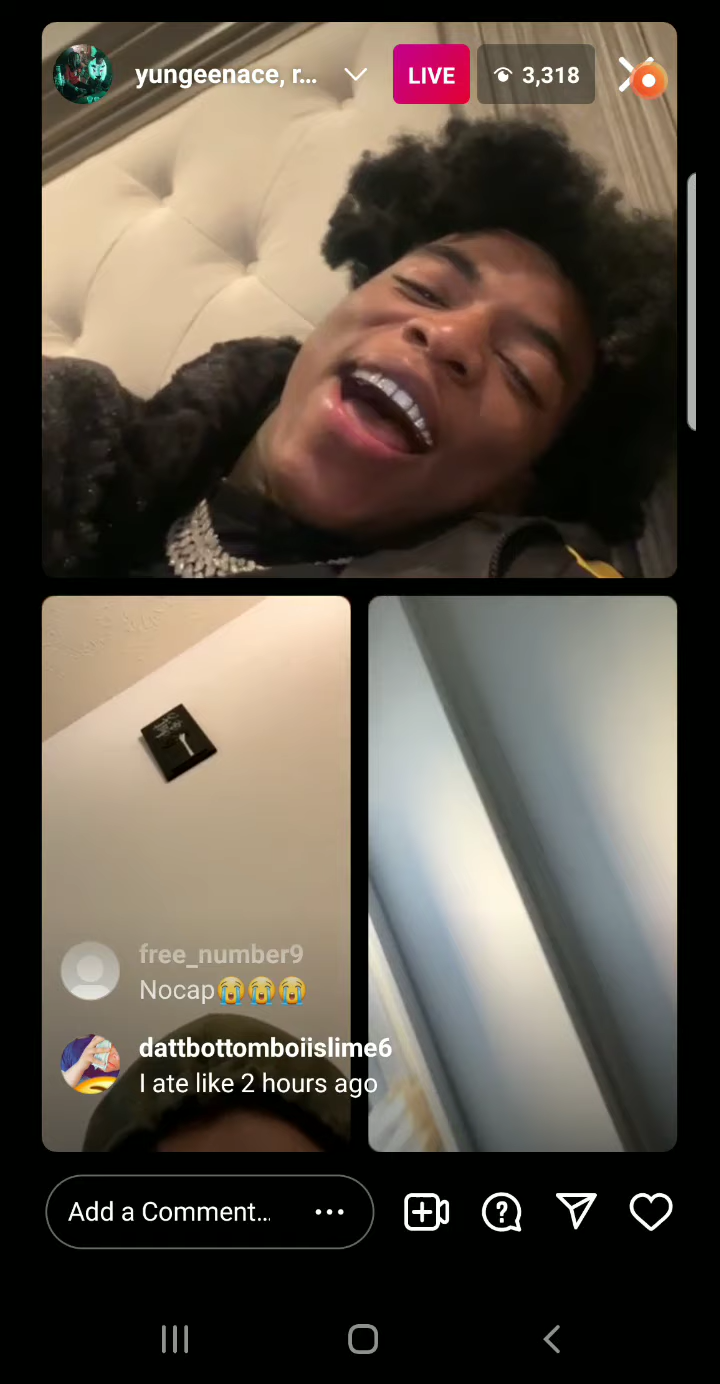 yungeenace, r...
LIVE
3,318
free_number9
Nocap😭😭😭
dattbottomboiislime6
I ate like 2 hours ago
Add a Comment...